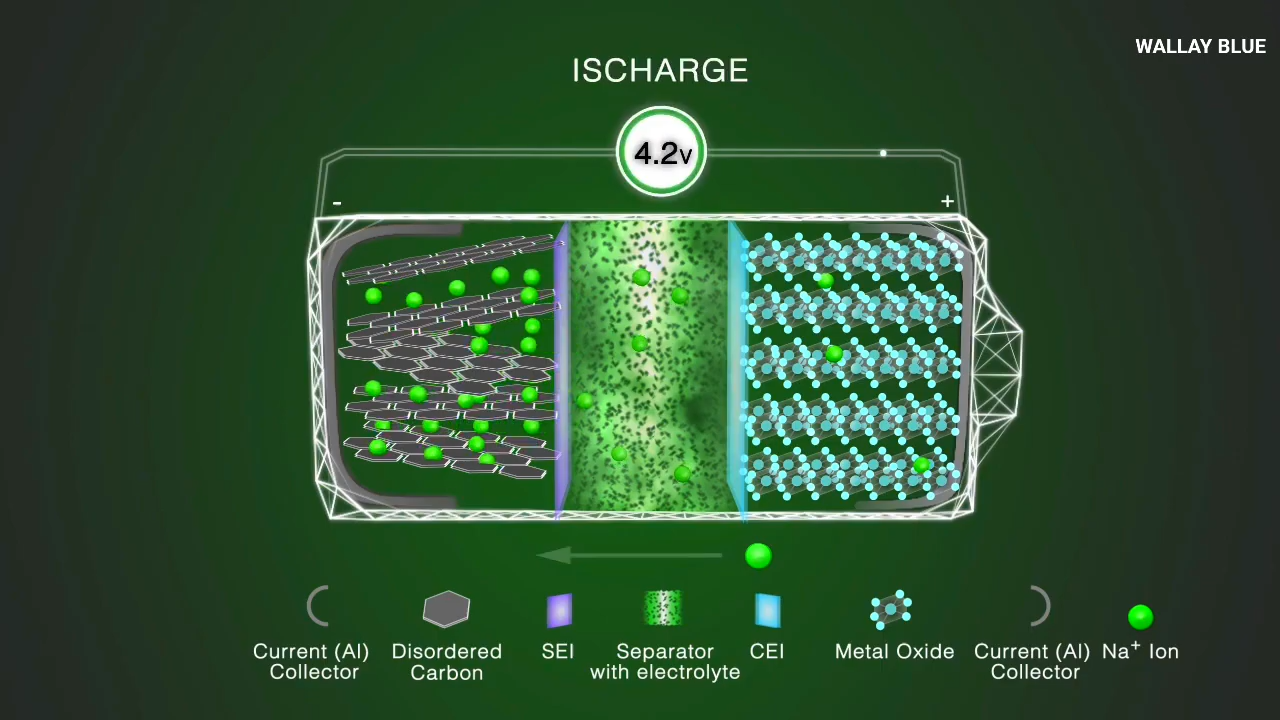 WALLAY BLUE
ISCHARGE
4.2v
- +
Current (Al) Disordered SEI Separator CEI Metal Oxide Current (Al) Na⁺ Ion
Collector Carbon with electrolyte Collector